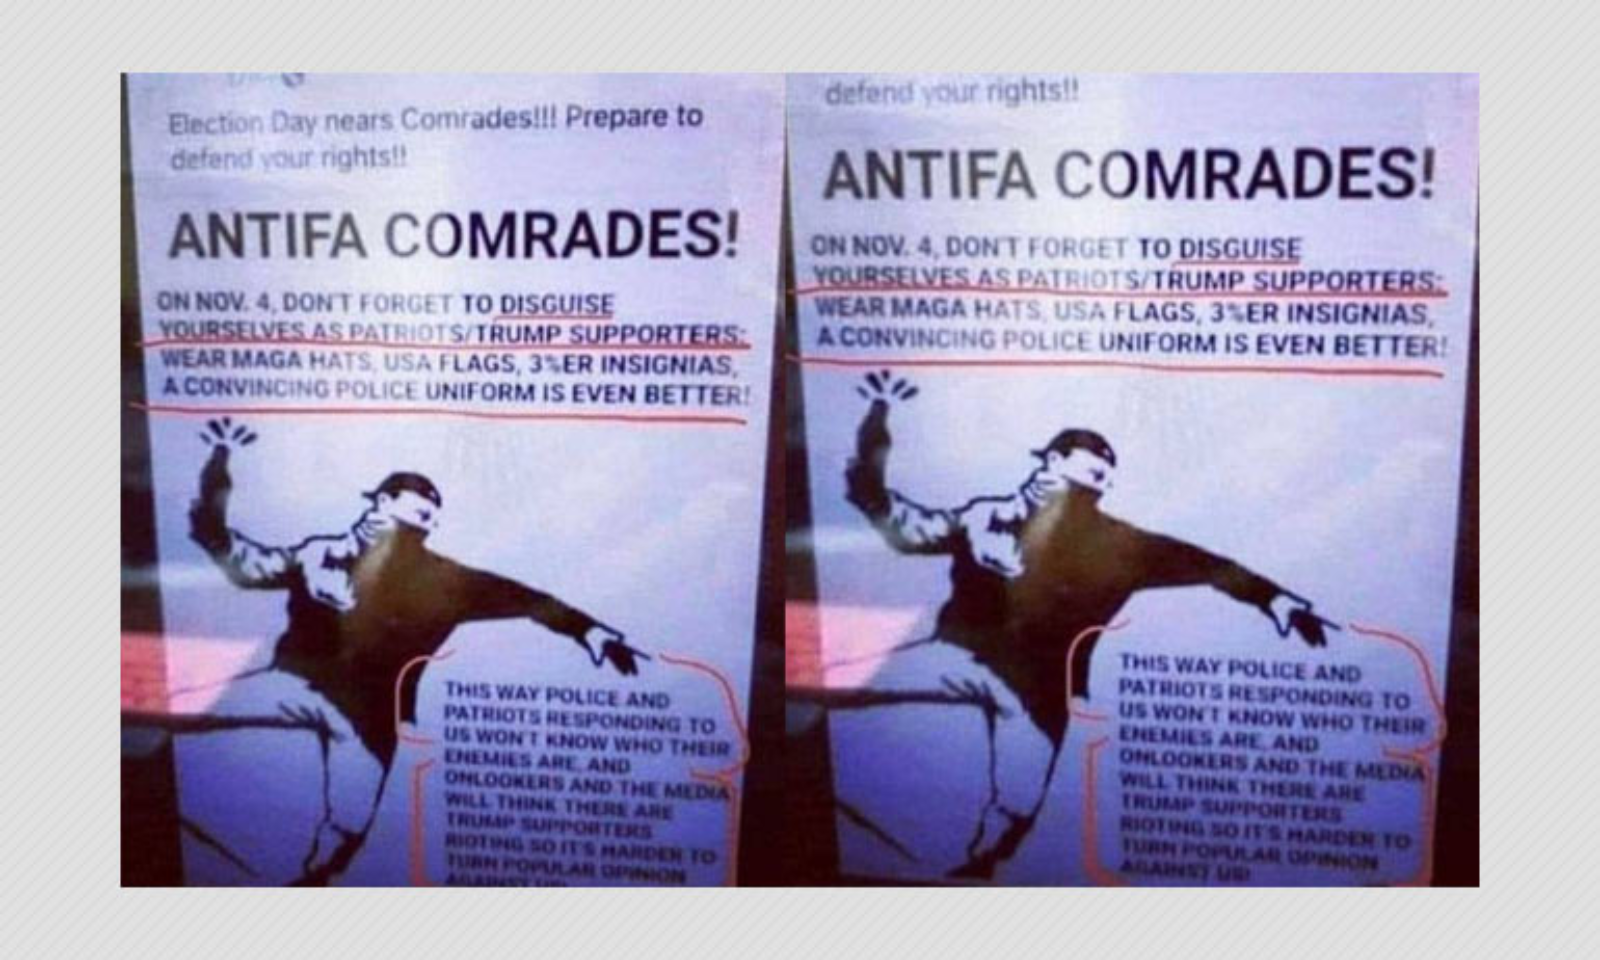 Election Day nears Comrades!!! Prepare to
defend your rights!!
ANTIFA COMRADES!
ON NOV. 4, DON'T FORGET TO DISGUISE
YOURSELVES AS PATRIOTS/TRUMP SUPPORTERS:
WEAR MAGA HATS, USA FLAGS, 3%ER INSIGNIAS,
A CONVINCING POLICE UNIFORM IS EVEN BETTER!
THIS WAY POLICE AND
PATRIOTS RESPONDING TO
US WON'T KNOW WHO THEIR
ENEMIES ARE, AND
ONLOOKERS AND THE MEDIA
WILL THINK THERE ARE
TRUMP SUPPORTERS
RIOTING SO IT'S HARDER TO
TURN POPULAR OPINION
AGAINST US!
defend your rights!!
ANTIFA COMRADES!
ON NOV. 4, DON'T FORGET TO DISGUISE
YOURSELVES AS PATRIOTS/TRUMP SUPPORTERS:
WEAR MAGA HATS, USA FLAGS, 3%ER INSIGNIAS,
A CONVINCING POLICE UNIFORM IS EVEN BETTER!
THIS WAY POLICE AND
PATRIOTS RESPONDING TO
US WON'T KNOW WHO THEIR
ENEMIES ARE, AND
ONLOOKERS AND THE MEDIA
WILL THINK THERE ARE
TRUMP SUPPORTERS
RIOTING SO IT'S HARDER TO
TURN POPULAR OPINION
AGAINST US!